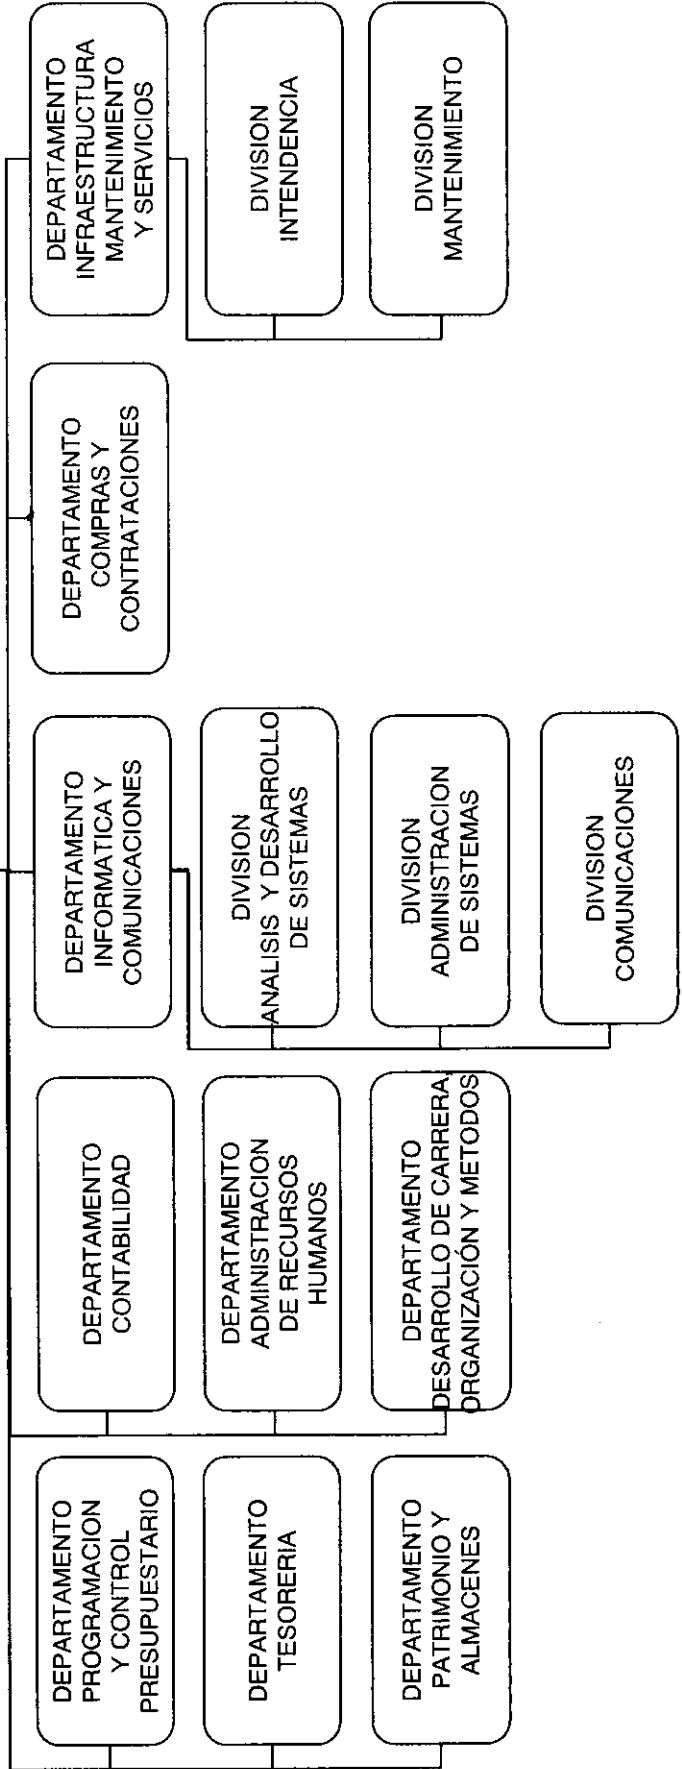 DEPARTAMENTO
PROGRAMACION
Y CONTROL
PRESUPUESTARIO
DEPARTAMENTO
TESORERIA
DEPARTAMENTO
PATRIMONIO Y
ALMACENES
DEPARTAMENTO
CONTABILIDAD
DEPARTAMENTO
ADMINISTRACION
DE RECURSOS
HUMANOS
DEPARTAMENTO
DESARROLLO DE CARRERA,
ORGANIZACIÓN Y METODOS
DEPARTAMENTO
INFORMATICA Y
COMUNICACIONES
DIVISION
ANALISIS Y DESARROLLO
DE SISTEMAS
DIVISION
ADMINISTRACION
DE SISTEMAS
DIVISION
COMUNICACIONES
DEPARTAMENTO
COMPRAS Y
CONTRATACIONES
DEPARTAMENTO
INFRAESTRUCTURA
MANTENIMIENTO
Y SERVICIOS
DIVISION
INTENDENCIA
DIVISION
MANTENIMIENTO